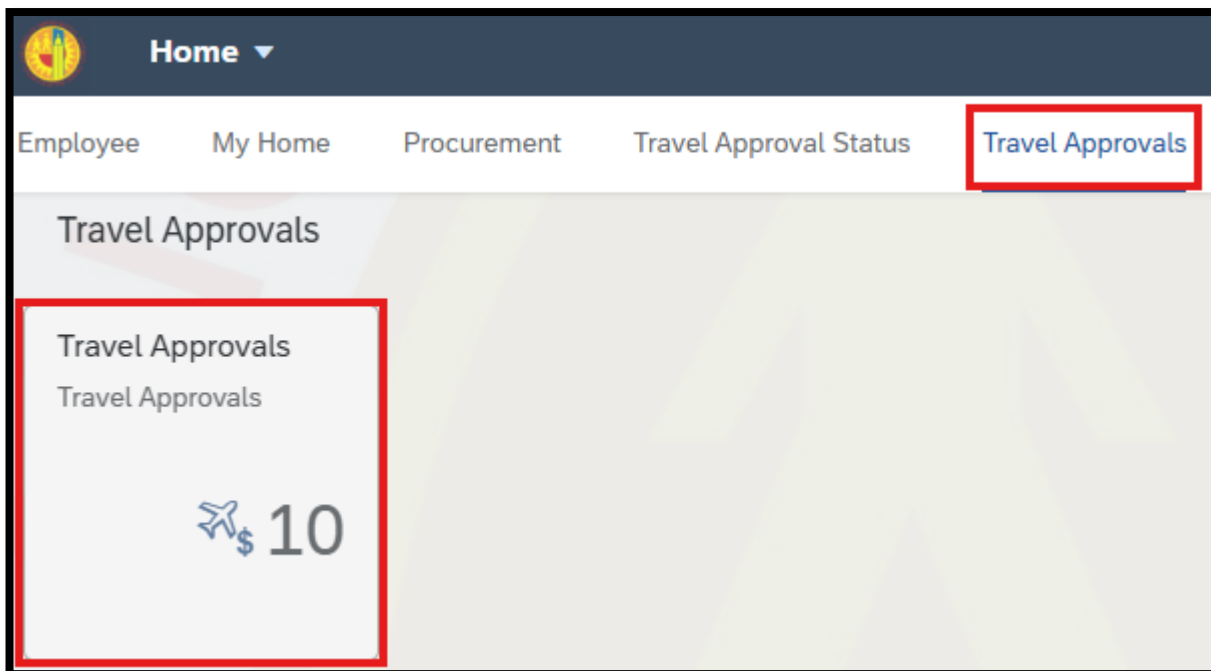 Home
Employee My Home Procurement Travel Approval Status Travel Approvals
Travel Approvals
Travel Approvals
Travel Approvals
$ 10